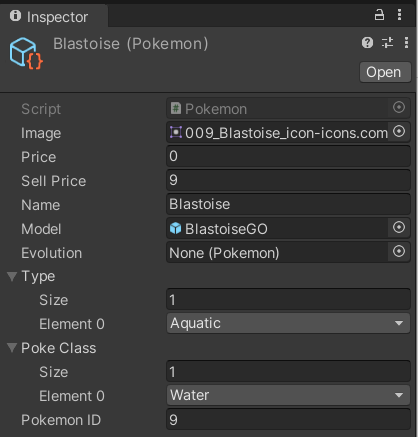 Inspector
Blastoise (Pokemon)
Open
Script Pokemon
Image 009_Blastoise_icon-icons.com
Price 0
Sell Price 9
Name Blastoise
Model BlastoiseGO
Evolution None (Pokemon)
Type
Size 1
Element 0 Aquatic
Poke Class
Size 1
Element 0 Water
Pokemon ID 9